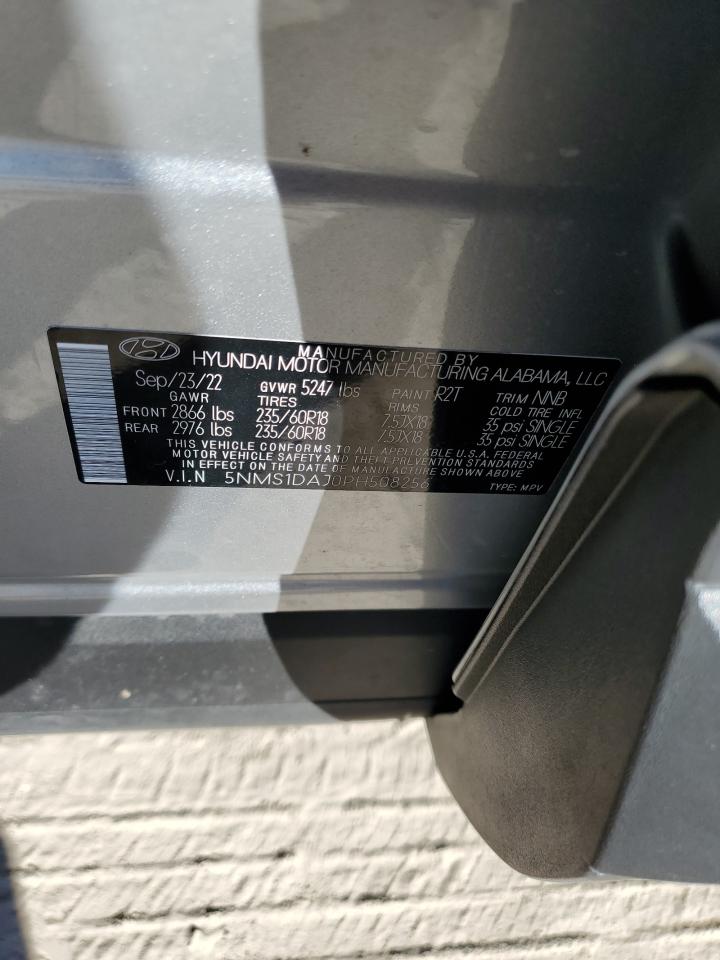 MANUFACTURED BY
HYUNDAI MOTOR MANUFACTURING ALABAMA, LLC
Sep/23/22 GVWR 5247 lbs PAINT R2T TRIM NNB
GAWR TIRES RIMS COLD TIRE INFL
FRONT 2866 lbs 235/60R18 7.5JX18 35 psi SINGLE
REAR 2976 lbs 235/60R18 7.5JX18 35 psi SINGLE
THIS VEHICLE CONFORMS TO ALL APPLICABLE U.S.A. FEDERAL
MOTOR VEHICLE SAFETY AND THEFT PREVENTION STANDARDS
IN EFFECT ON THE DATE OF MANUFACTURE SHOWN ABOVE
V.I.N 5NMS1DAJ0PH508256 TYPE: MPV